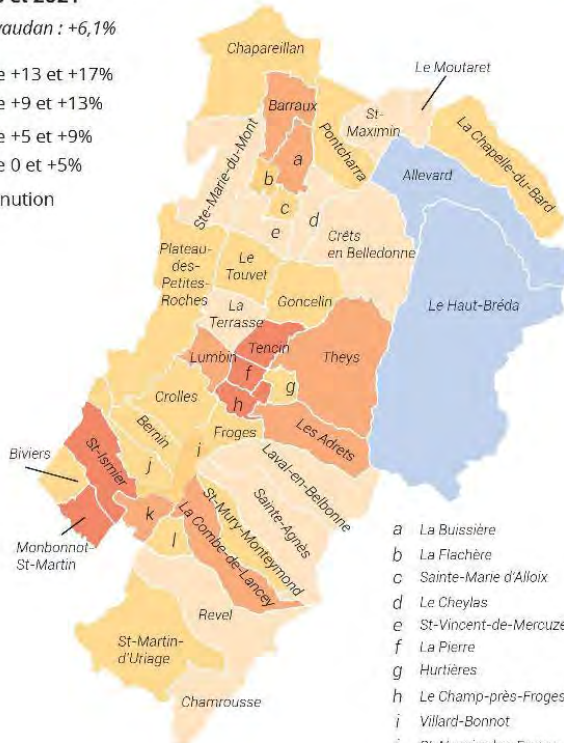 et 2021
vaudan : +6,1%
+13 et +17%
+9 et +13%
+5 et +9%
0 et +5%
nution
Chapareillan
Le Moutaret
Barraux
St-
Maximin
Pontcharra
La Chapelle-du-Bard
Ste-Marie-du-Mont
a
b
c
d
e
Allevard
Crêts
en Belledonne
Plateau-
des-
Petites-
Roches
Le
Touvet
Goncelin
Le Haut-Bréda
La
Terrasse
Tencin
Lumbin
Theys
f
g
h
Crolles
Froges
Les Adrets
Bernin
i
Laval-en-Belbonne
Biviers
St-Ismier
j
St-Mury-Monteymond
Sainte-Agnès
k
La Combe-de-Lancey
l
Monbonnot-
St-Martin
Revel
St-Martin-
d'Uriage
Chamrousse
a La Buissière
b La Flachère
c Sainte-Marie d'Alloix
d Le Cheylas
e St-Vincent-de-Mercuze
f La Pierre
g Hurtières
h Le Champ-près-Froges
i Villard-Bonnot